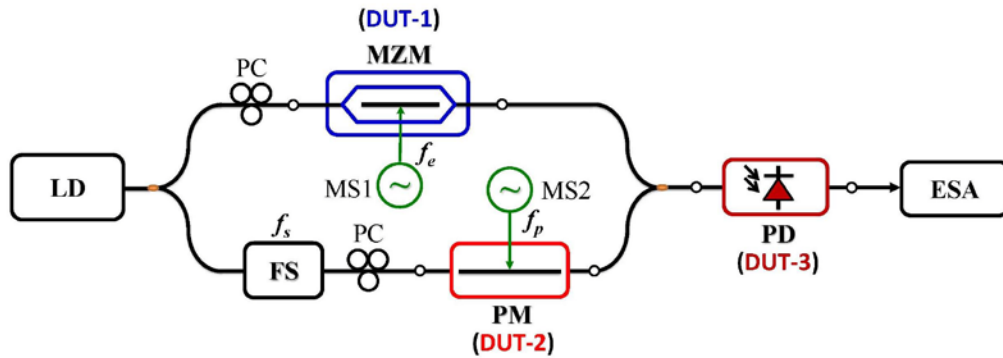 (DUT-1)
MZM
PC
LD
f_e
MS1
~
~
MS2
f_p
f_s
FS
PC
PM
(DUT-2)
PD
(DUT-3)
ESA